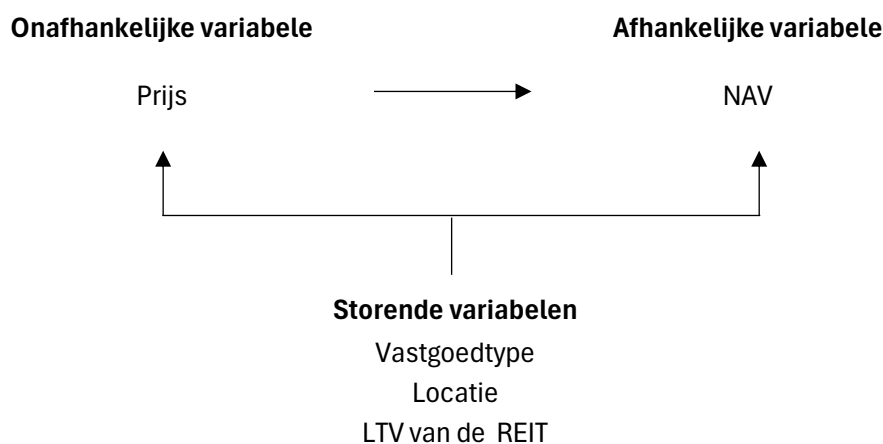 Onafhankelijke variabele
Afhankelijke variabele
Prijs
NAV
Storende variabelen
Vastgoedtype
Locatie
LTV van de REIT